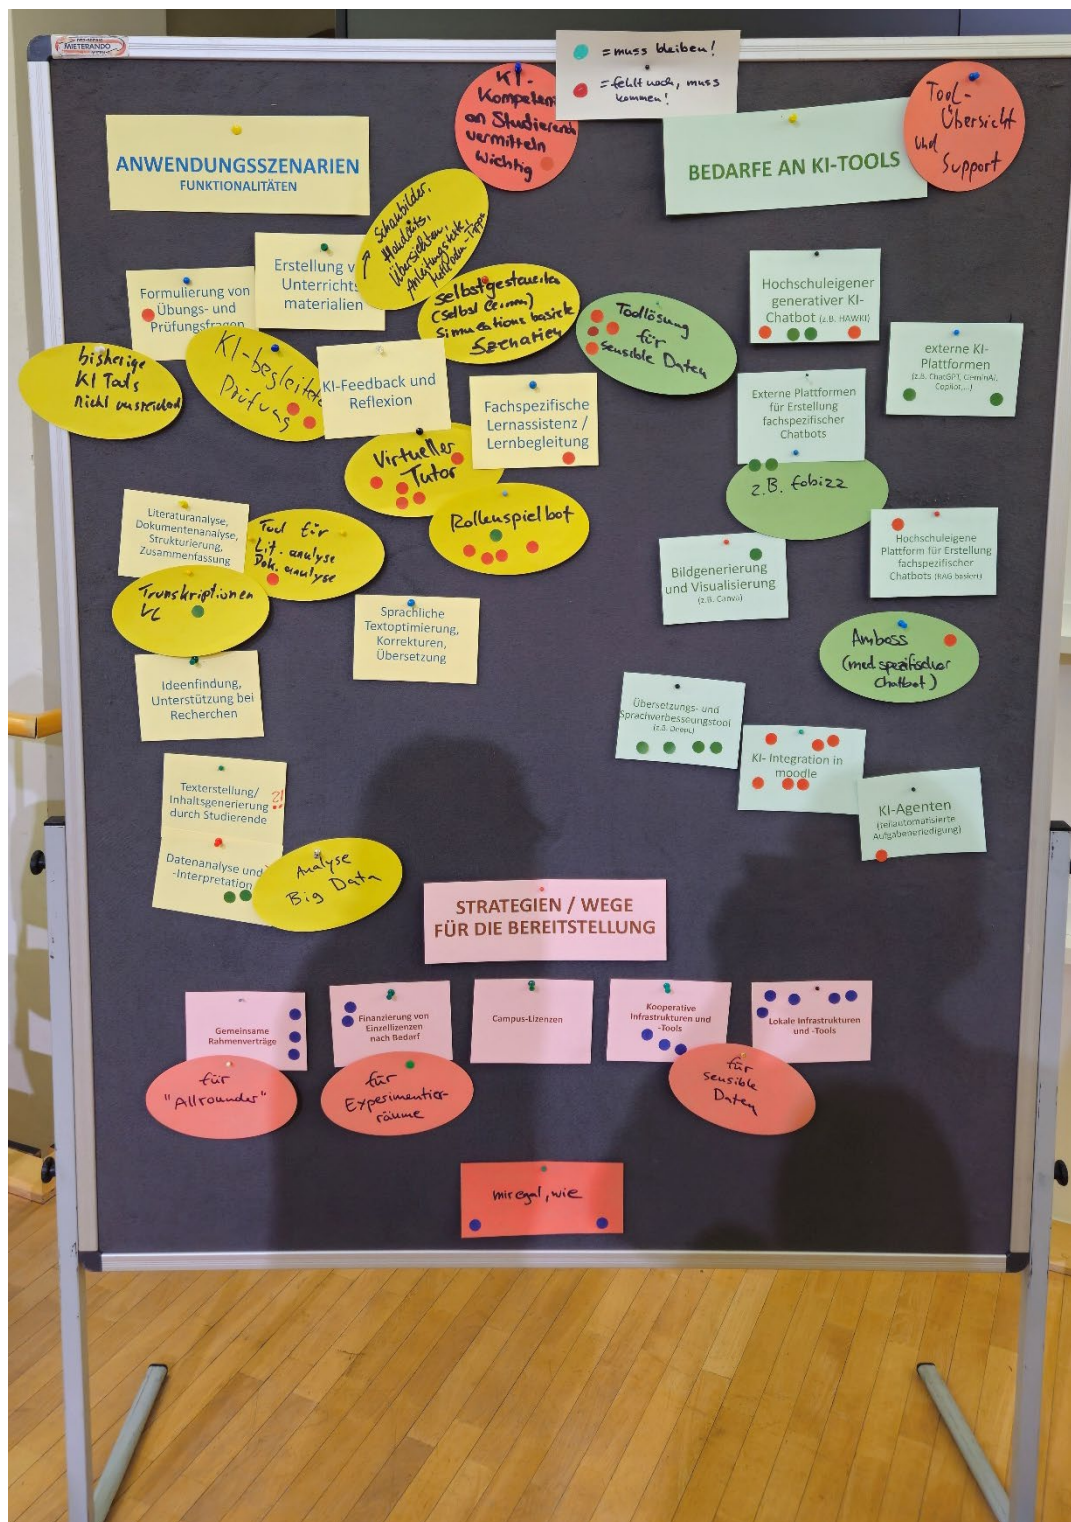 MIETERANDO
= muss bleiben!
= fehlt noch, muss
kommen!
KI-
Kompetenz
an Studierende
vermitteln
Wichtig
Tool-
Übersicht
und
Support
ANWENDUNGSSZENARIEN
FUNKTIONALITÄTEN
BEDARFE AN KI-TOOLS
Schaubilder,
Handouts,
Übersichten,
Anleitungstexte,
Methoden-Tipps
Erstellung v
Unterrichts
materialien
Formulierung von
Übungs- und
Prüfungsfragen
selbstgesteuertes
(Selbst lernen)
Simulations basierte
Szenarien
Toollösung
für
sensible Daten
Hochschuleigener
generativer KI-
Chatbot (z.B. HAWKI)
externe KI-
Plattformen
(z.B. ChatGPT, GeminAi,
Copilot,...)
bisherige
KI Tools
nicht ausreichend
KI-begleitete
Prüfung
KI-Feedback und
Reflexion
Fachspezifische
Lernassistenz /
Lernbegleitung
Externe Plattformen
für Erstellung
fachspezifischer
Chatbots
z.B. fobizz
Virtueller
Tutor
Rollenspielbot
Literaturanalyse,
Dokumentenanalyse,
Strukturierung,
Zusammenfassung
Tool für
Lit. analyse
Dok. analyse
Transkriptionen
VL
Hochschuleigene
Plattform für Erstellung
fachspezifischer
Chatbots (RAG basiert)
Bildgenerierung
und Visualisierung
(z.B. Canva)
Sprachliche
Textoptimierung,
Korrekturen,
Übersetzung
Amboss
(med spezifischer
Chatbot)
Ideenfindung,
Unterstützung bei
Recherchen
Übersetzungs- und
Sprachverbesseungstool
(z.B. DeepL)
KI- Integration in
moodle
KI-Agenten
(teilautomatisierte
Aufgabenerledigung)
Texterstellung/
Inhaltsgenerierung
durch Studierende
?!
Datenanalyse und
-Interpretation
Analyse
Big Data
STRATEGIEN / WEGE
FÜR DIE BEREITSTELLUNG
Gemeinsame
Rahmenverträge
Finanzierung von
Einzellizenzen
nach Bedarf
Campus-Lizenzen
Kooperative
Infrastrukturen und
-Tools
Lokale Infrastrukturen
und -Tools
für
"Allrounder"
für
Experimentier-
räume
für
sensible
Daten
mir egal, wie